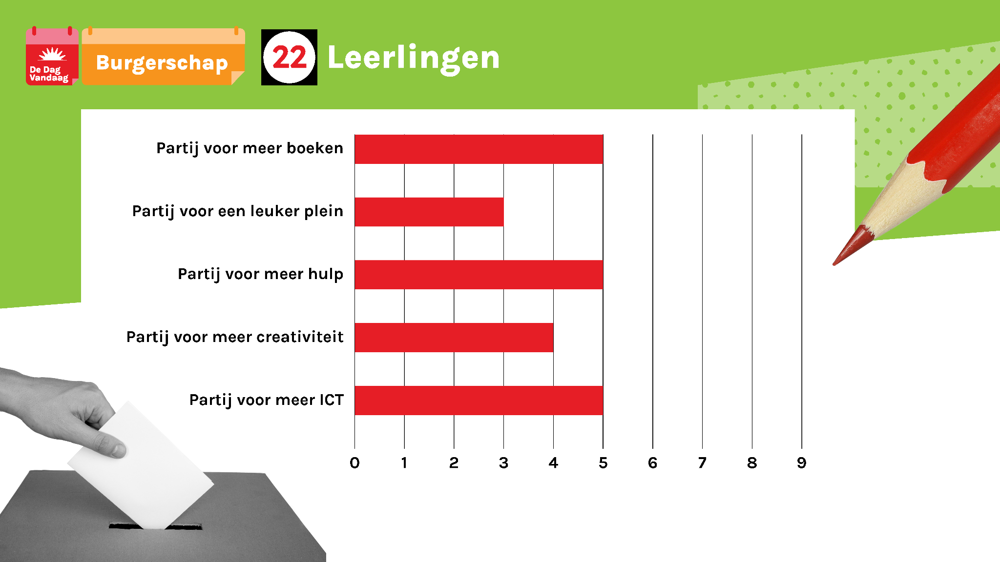 De Dag
Vandaag
Burgerschap
22
Leerlingen
Partij voor meer boeken
Partij voor een leuker plein
Partij voor meer hulp
Partij voor meer creativiteit
Partij voor meer ICT
0 1 2 3 4 5 6 7 8 9